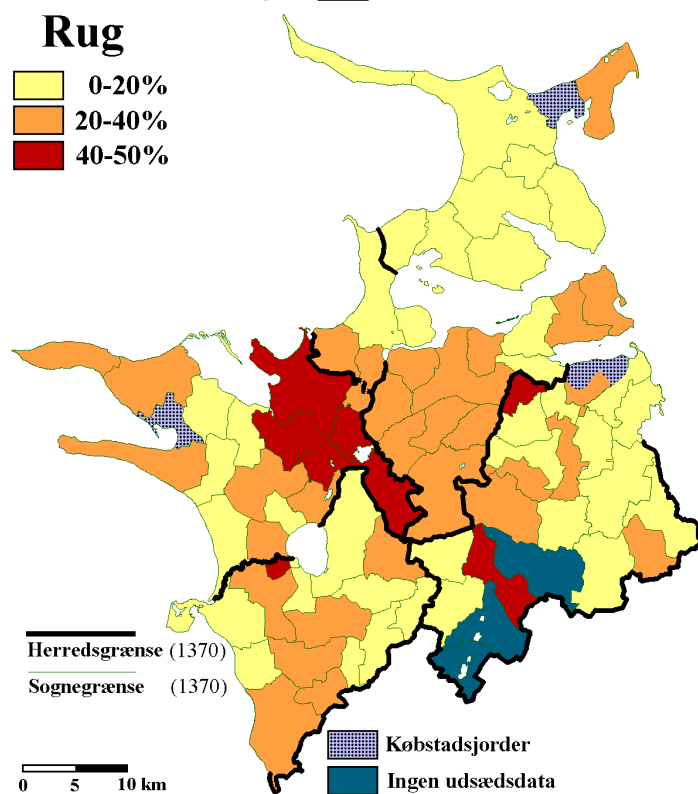 Rug
0-20%
20-40%
40-50%
Herredsgrænse (1370)
Sognegrænse (1370)
Købstadsjorder
0 5 10 km
Ingen udsædsdata